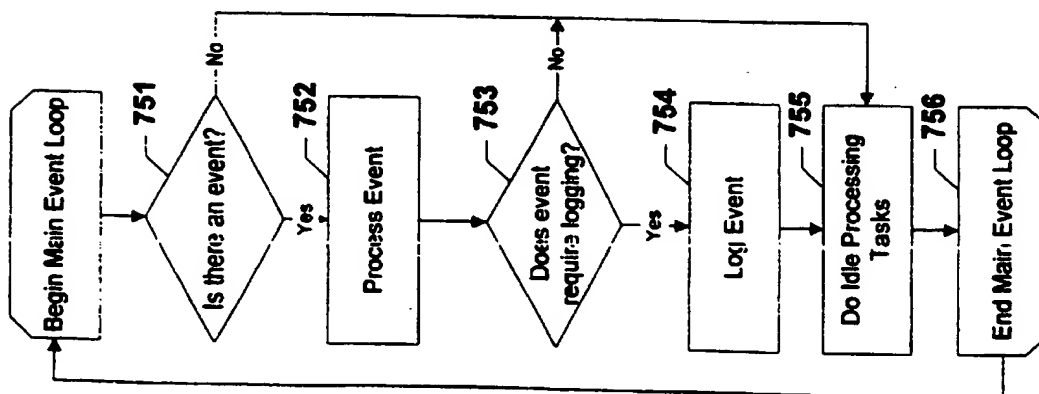 Begin Main Event Loop
751
Is there an event?
No
Yes
752
Process Event
753
Does event
require logging?
No
Yes
754
Log Event
755
Do Idle Processing
Tasks
756
End Main Event Loop